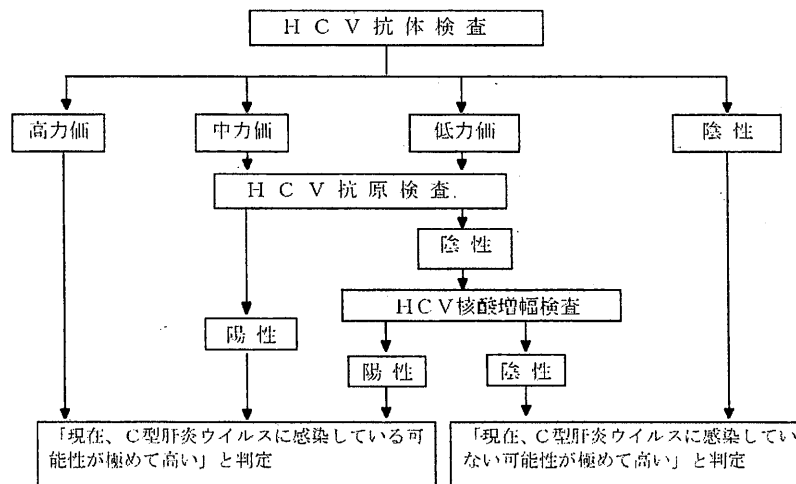 HCV抗体検査
高力価 中力価 低力価 陰性
HCV抗原検査
陰性
HCV核酸増幅検査
陽性
陽性 陰性
「現在、C型肝炎ウイルスに感染している可
能性が極めて高い」と判定
「現在、C型肝炎ウイルスに感染してい
ない可能性が極めて高い」と判定